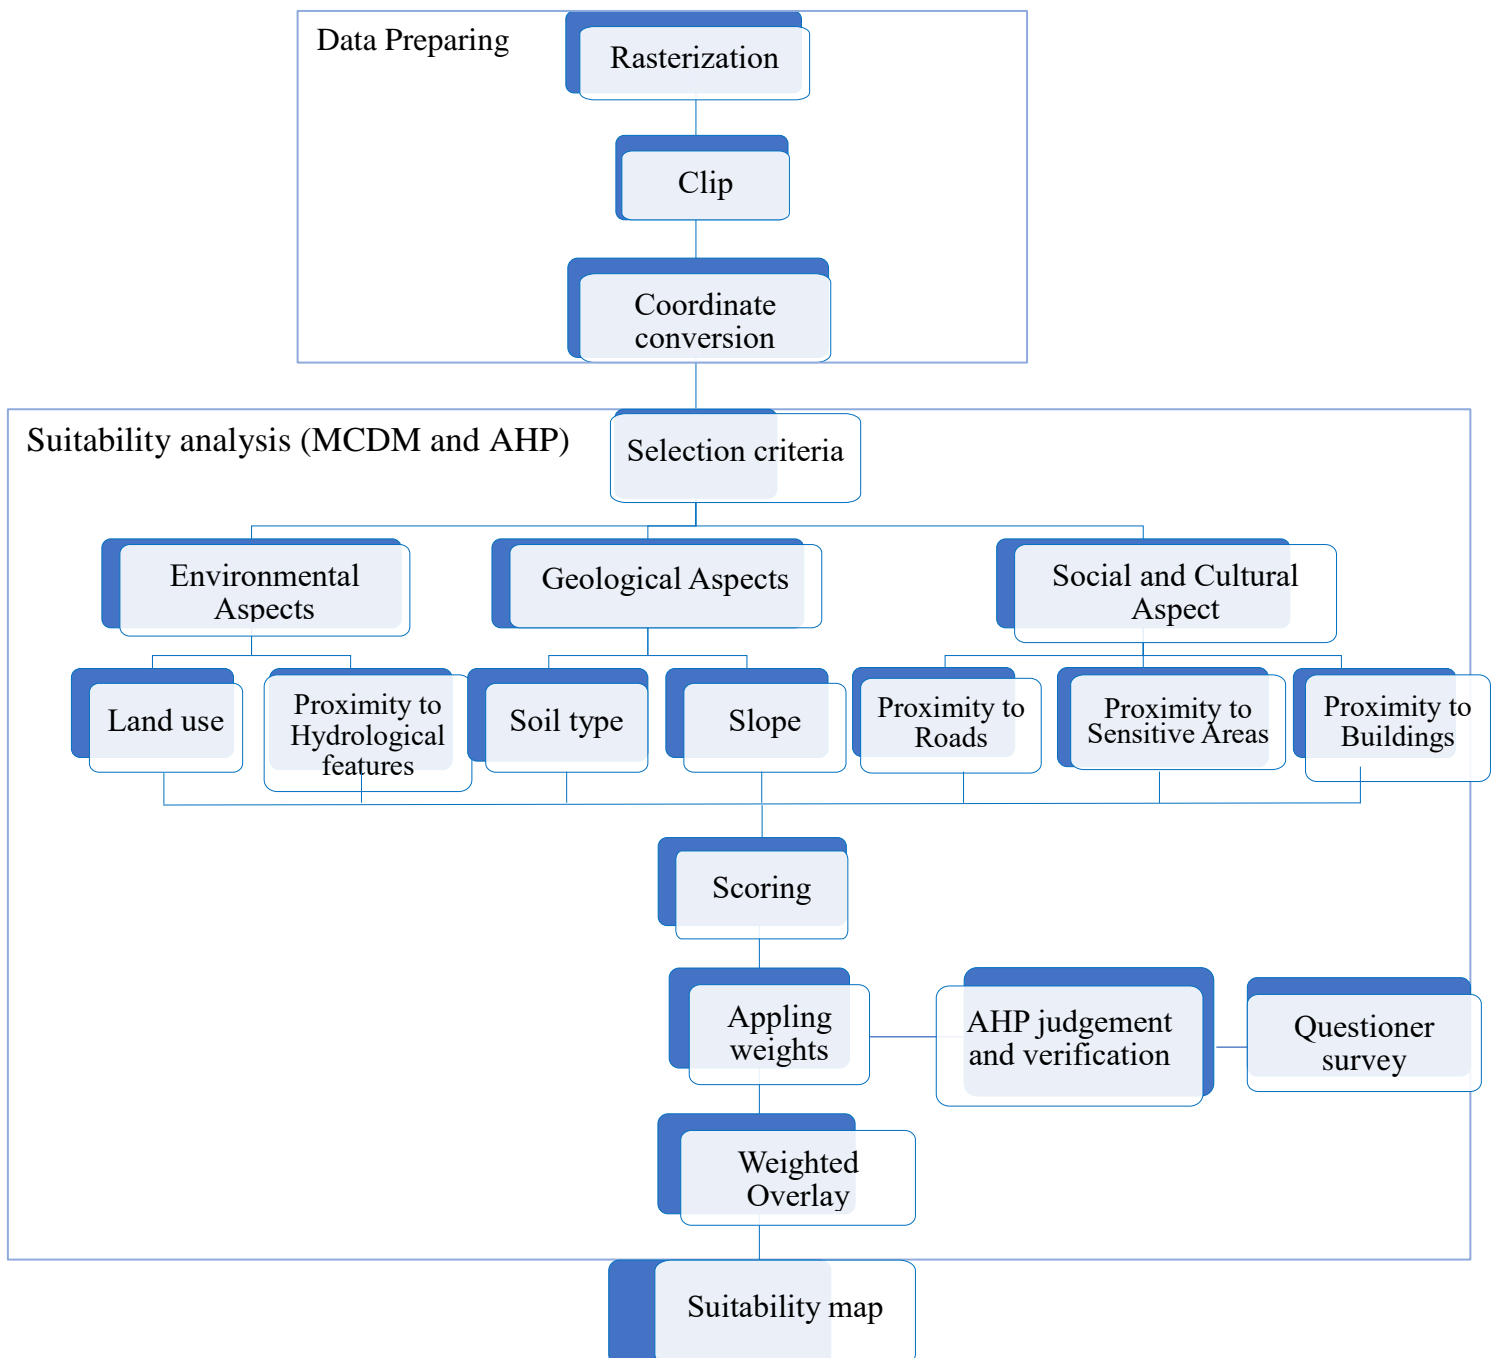 Data Preparing
Rasterization
Clip
Coordinate
conversion
Suitability analysis (MCDM and AHP)
Selection criteria
Environmental
Aspects
Geological Aspects
Social and Cultural
Aspect
Land use
Proximity to
Hydrological
features
Soil type
Slope
Proximity to
Roads
Proximity to
Sensitive Areas
Proximity to
Buildings
Scoring
Appling
weights
AHP judgement
and verification
Questioner
survey
Weighted
Overlay
Suitability map